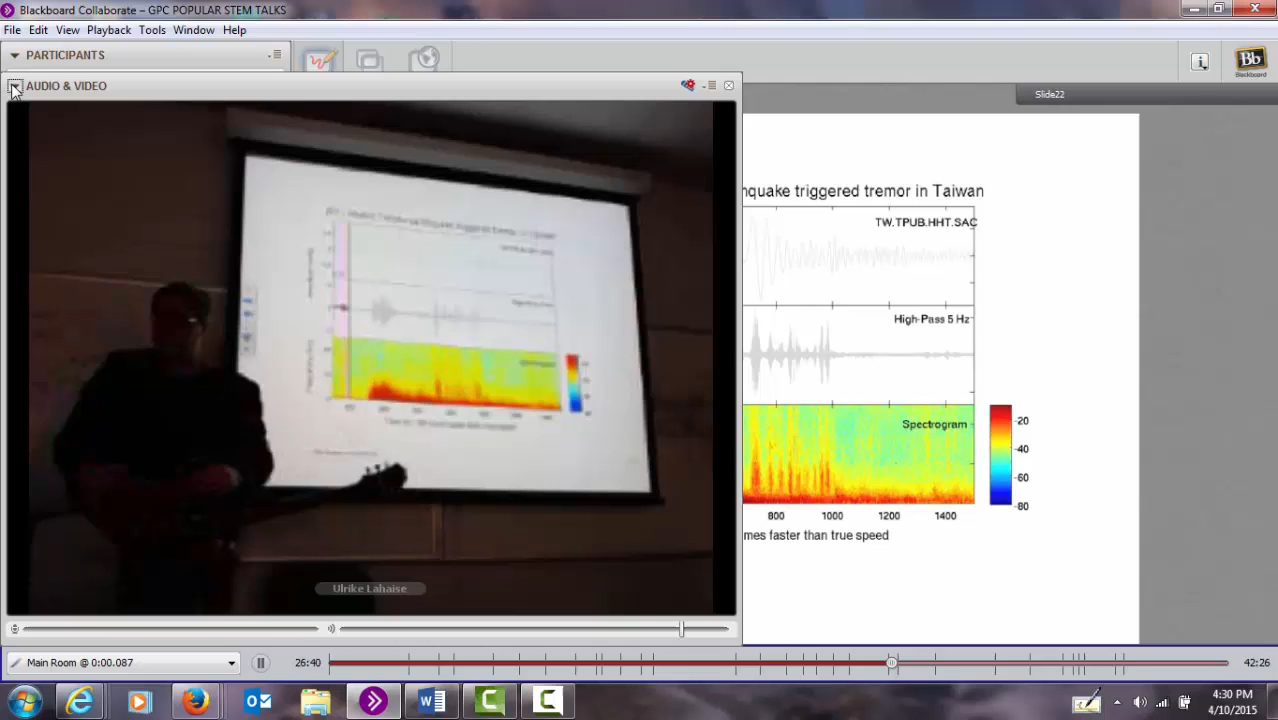 Blackboard Collaborate – GPC POPULAR STEM TALKS
File Edit View Playback Tools Window Help
PARTICIPANTS
AUDIO & VIDEO
Bb
Blackboard
Slide22
quake triggered tremor in Taiwan
TW.TPUB.HHT.SAC
High-Pass 5 Hz
Spectrogram
-20
-40
-60
-80
800 1000 1200 1400
mes faster than true speed
Ulrike Lahaise
Main Room @ 0:00.087
26:40
42:26
4:30 PM
4/10/2015